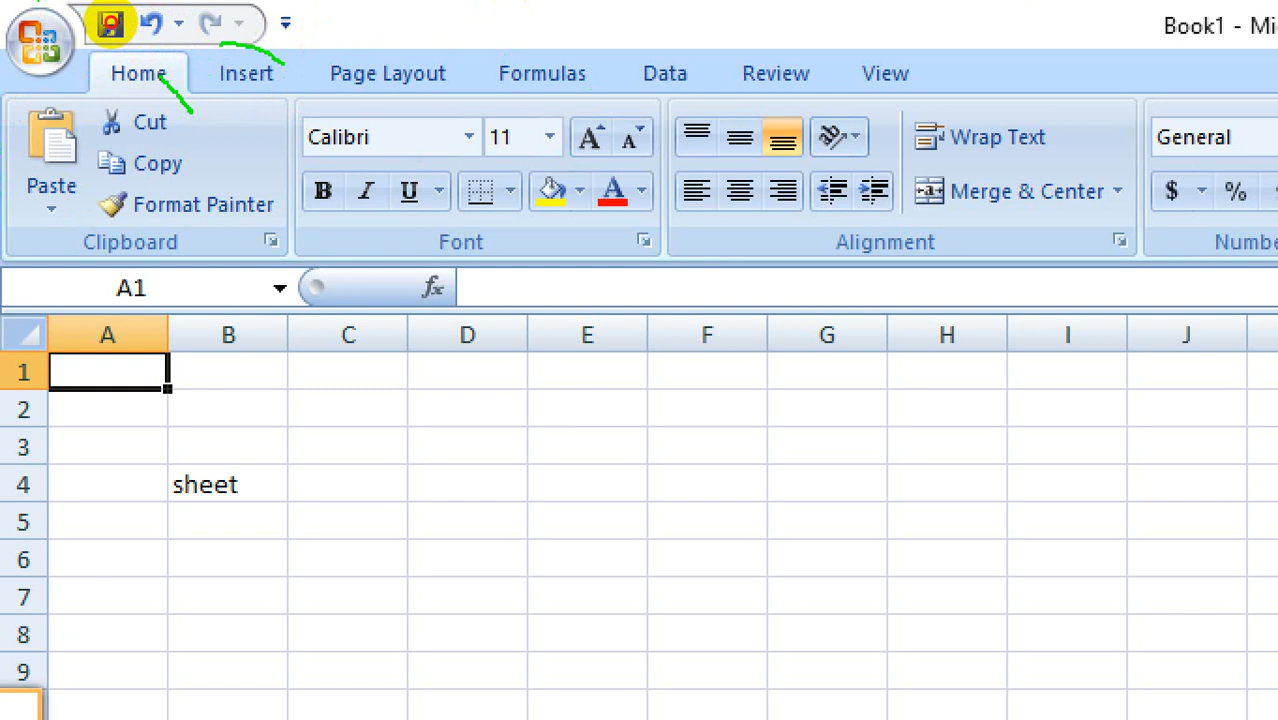 Book1 - Mi
Home Insert Page Layout Formulas Data Review View
Paste
Cut
Copy
Format Painter
Clipboard
Calibri 11 A A
B I U A
Font
Wrap Text
Merge & Center
Alignment
General
$ %
Numbe
A1 fx
A B C D E F G H I J
1
2
3
4 sheet
5
6
7
8
9